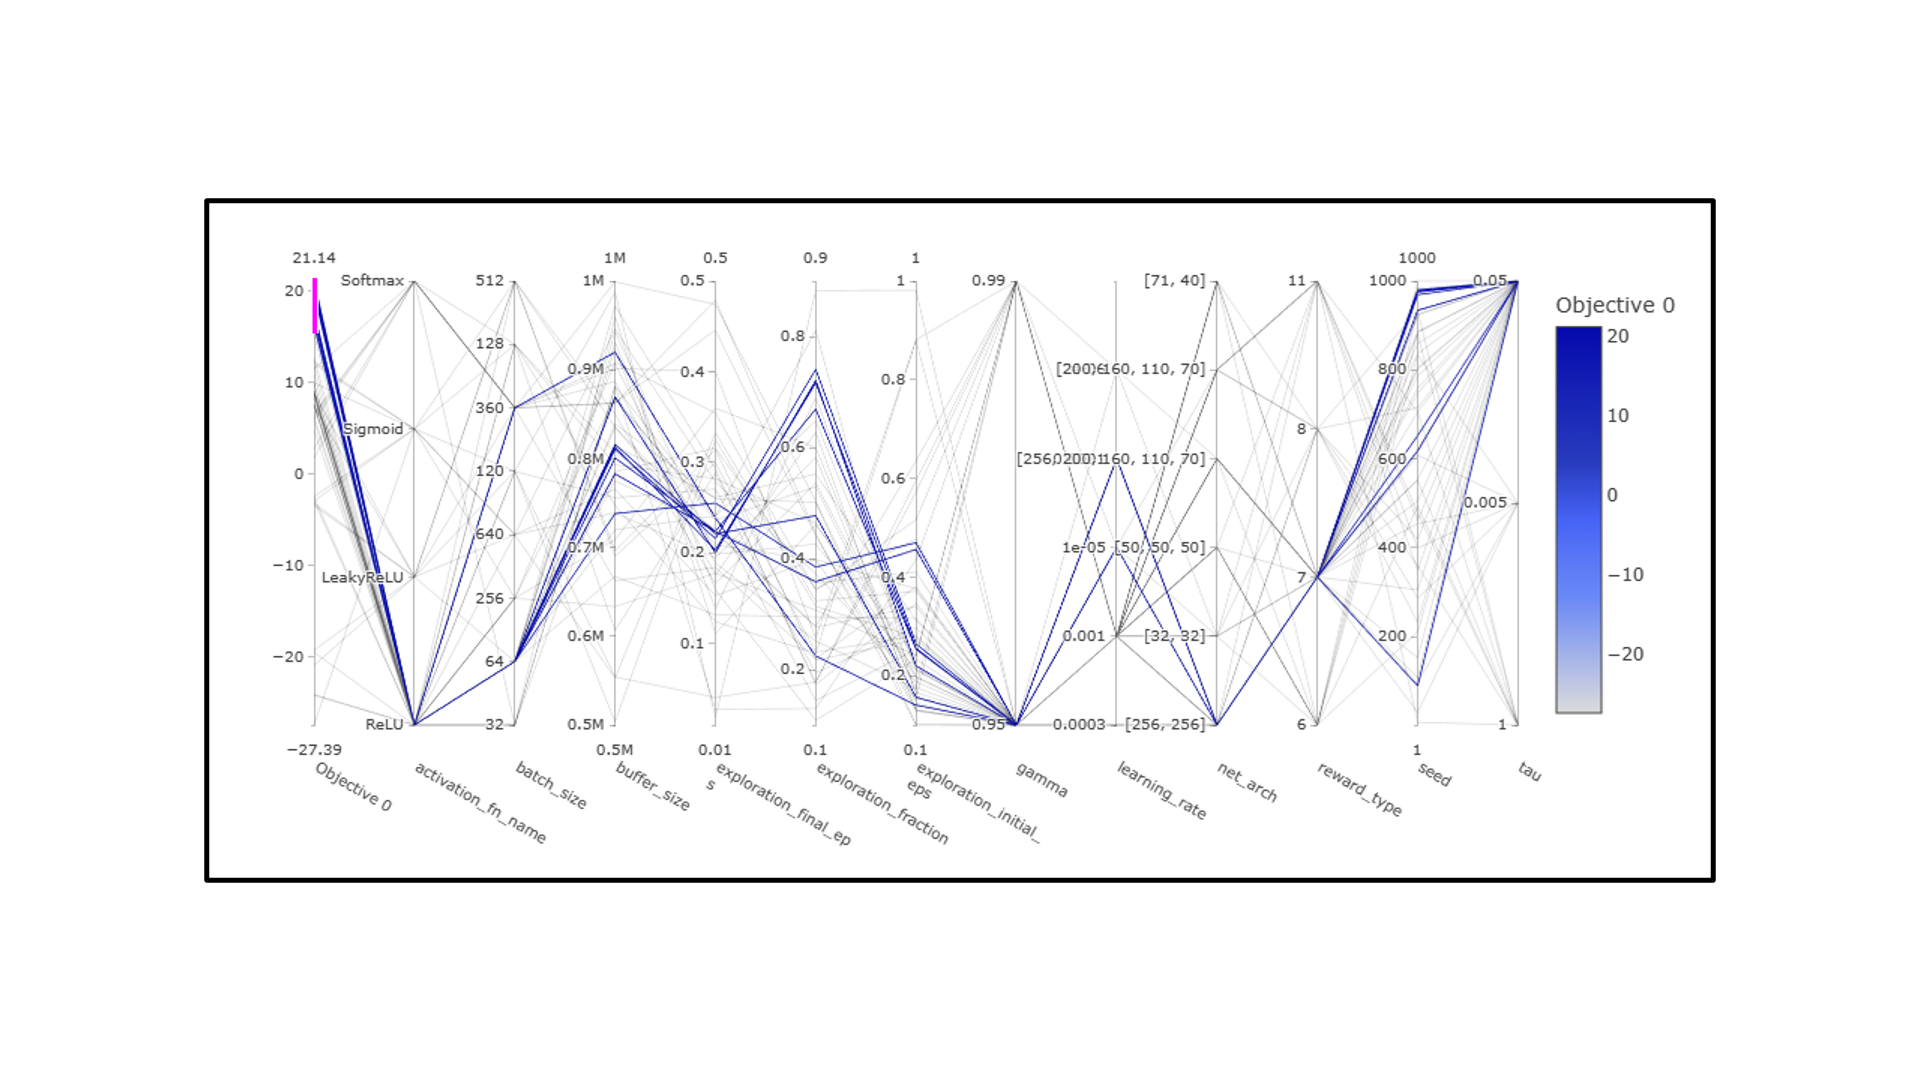 21.14
20
10
0
−10
−20
−27.39
Objective 0
Softmax
Sigmoid
LeakyReLU
ReLU
activation_fn_name
512
128
360
120
640
256
64
32
batch_size
1M
1M
0.9M
0.8M
0.7M
0.6M
0.5M
0.5M
buffer_size
0.5
0.5
0.4
0.3
0.2
0.1
0.01
exploration_final_ep
s
0.9
0.8
0.6
0.4
0.2
0.1
exploration_fraction
1
1
0.8
0.6
0.4
0.2
0.1
exploration_initial_
eps
0.99
0.95
gamma
1e-05
0.001
0.0003
learning_rate
[71, 40]
160, 110, 70]
160, 110, 70]
[50, 50, 50]
[32, 32]
[256, 256]
net_arch
11
8
7
6
reward_type
1000
1000
800
600
400
200
1
seed
0.05
0.005
1
tau
Objective 0
20
10
0
−10
−20